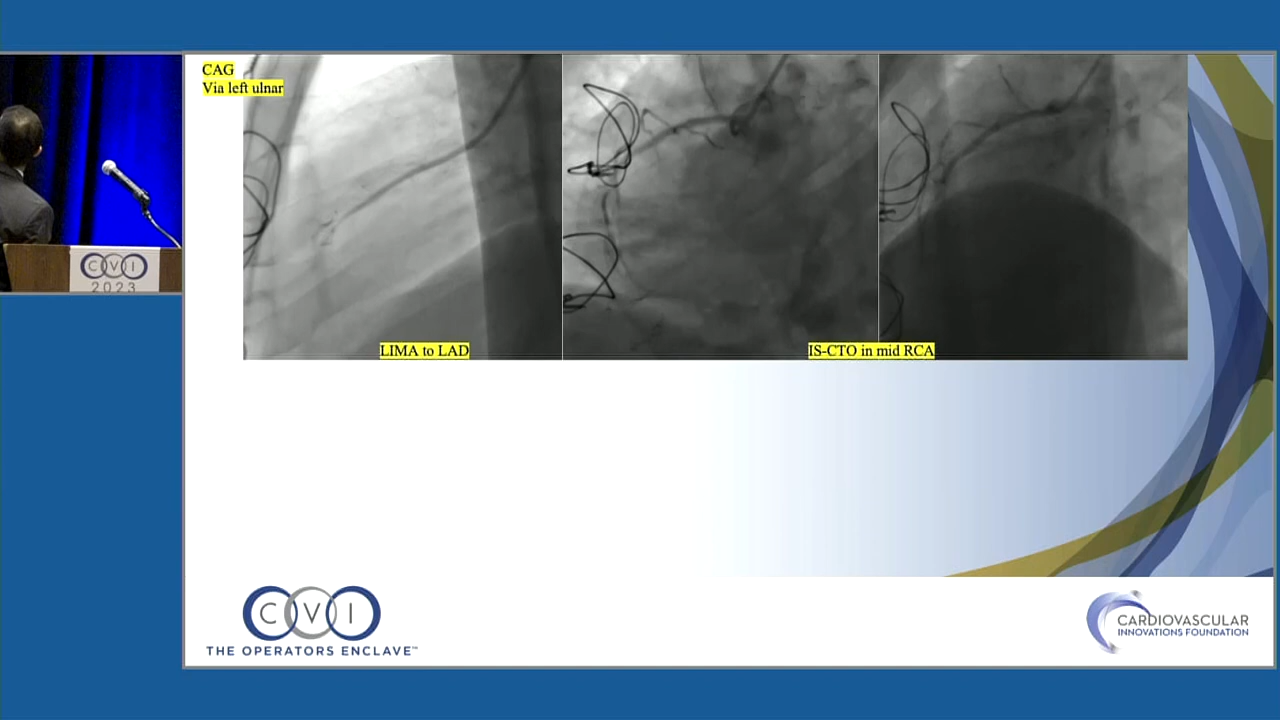 CAG
Via left ulnar
LIMA to LAD
IS-CTO in mid RCA
CVI
2023
CVI
THE OPERATORS ENCLAVE™
CARDIOVASCULAR
INNOVATIONS FOUNDATION